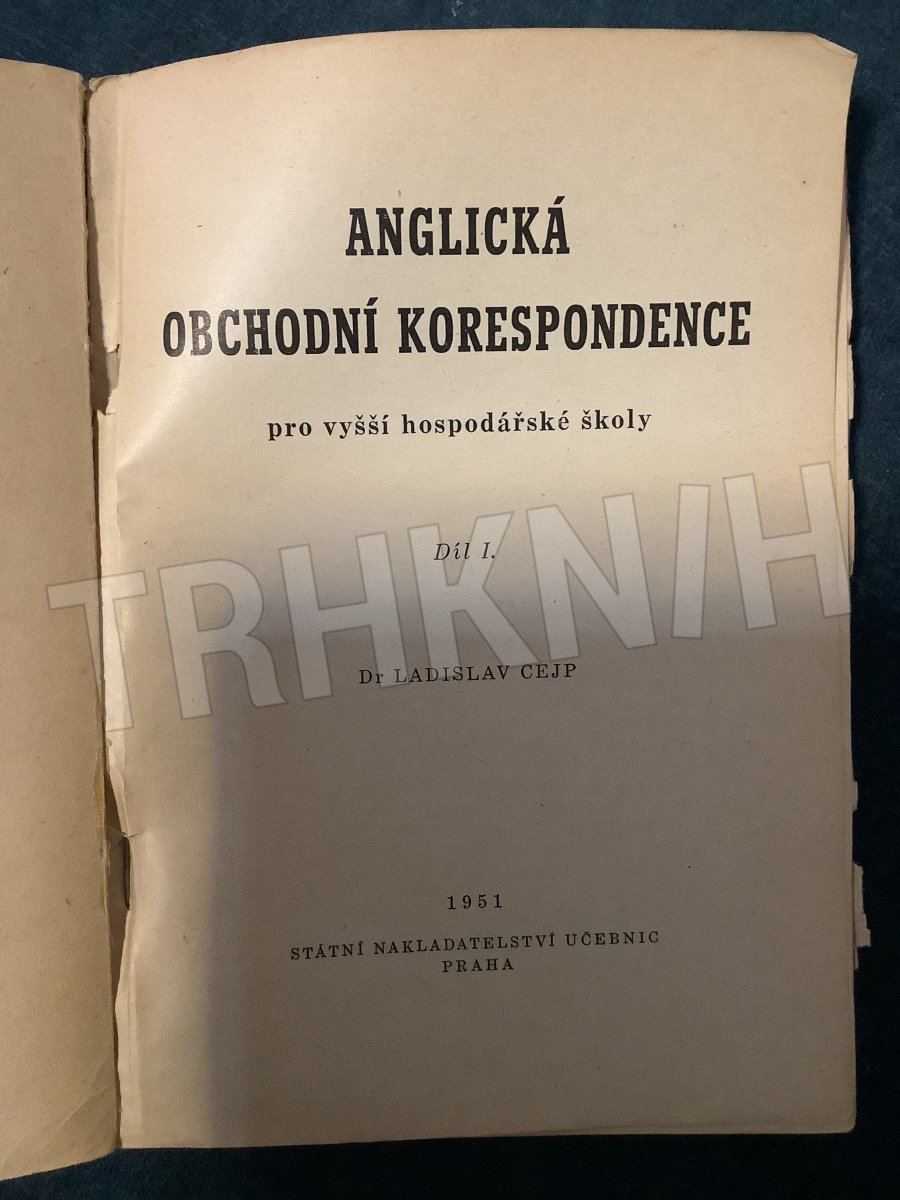 ANGLICKÁ
OBCHODNÍ KORESPONDENCE
pro vyšší hospodářské školy
Díl I.
TRHKNIH
Dr LADISLAV CEJP
1951
STÁTNÍ NAKLADATELSTVÍ UČEBNIC
PRAHA